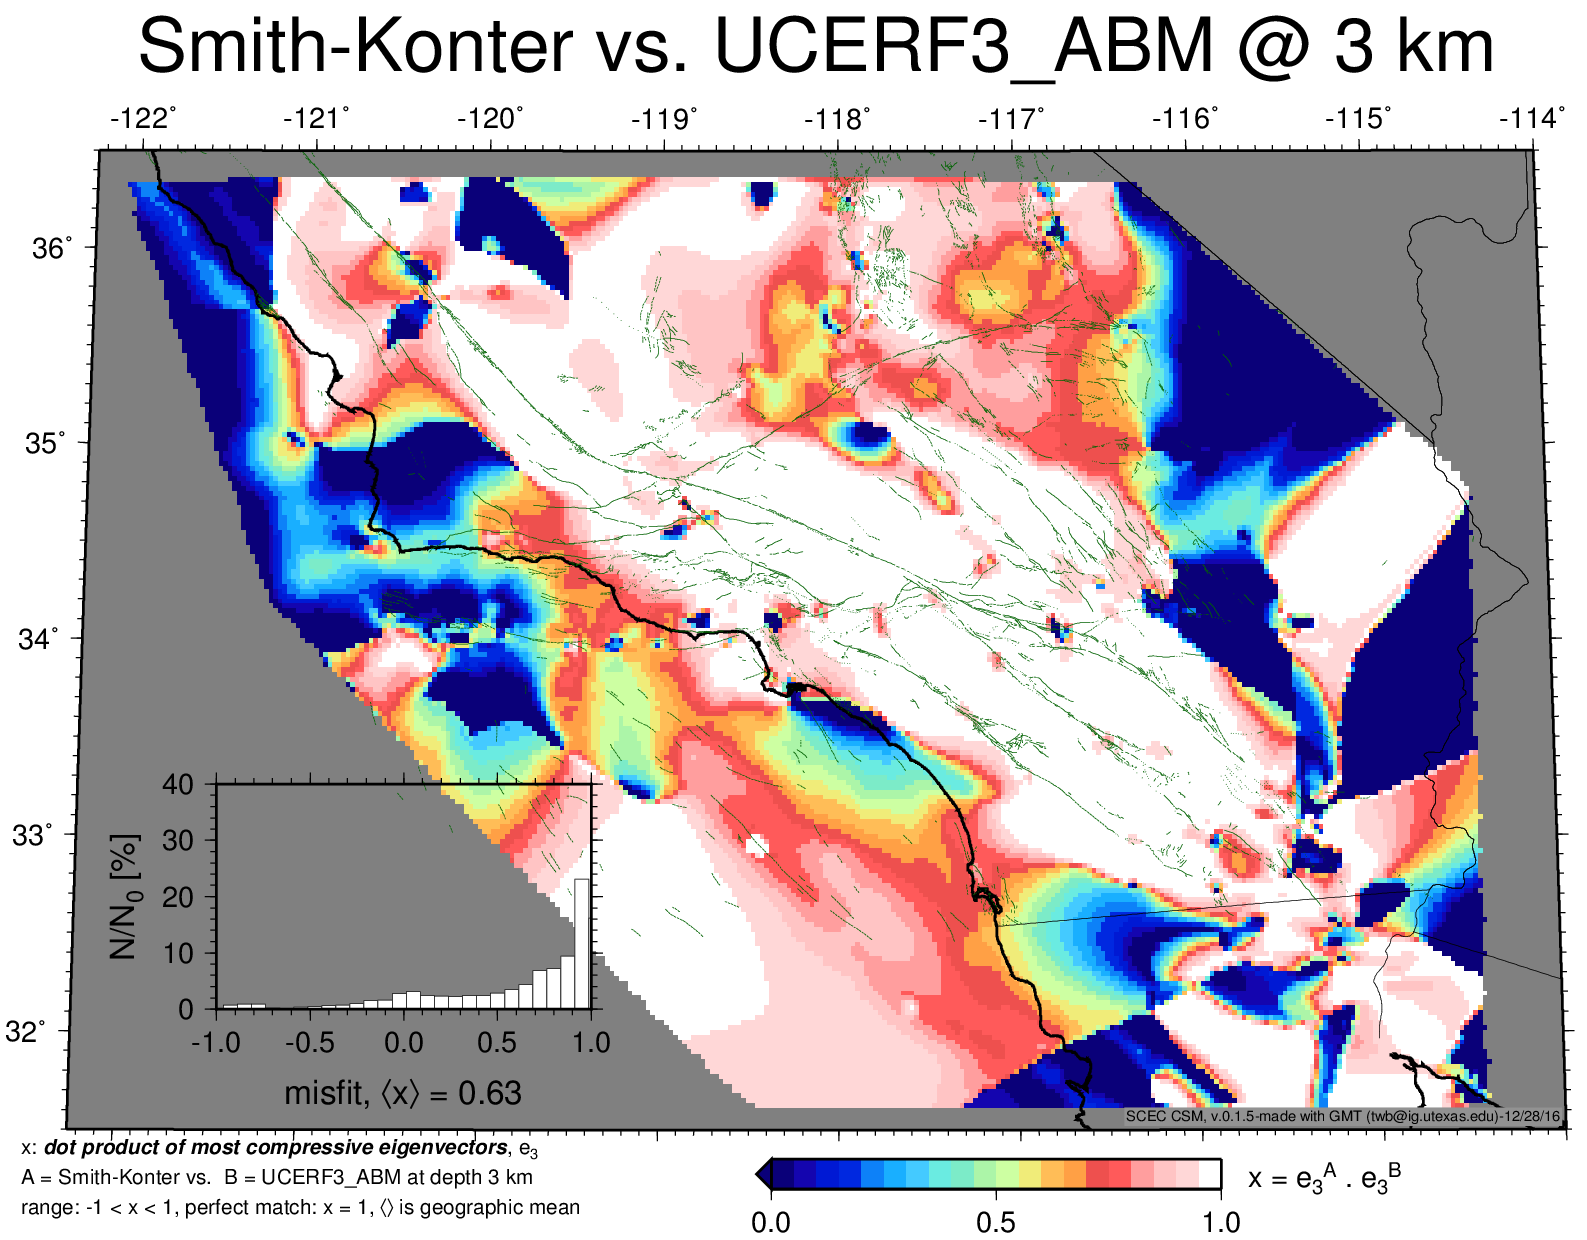 Smith-Konter vs. UCERF3_ABM @ 3 km
-122° -121° -120° -119° -118° -117° -116° -115° -114°
36°
35°
34°
33°
32°
40
30
20
10
0
N/N0 [%]
-1.0 -0.5 0.0 0.5 1.0
misfit, ⟨x⟩ = 0.63
SCEC CSM, v.0.1.5-made with GMT (twb@ig.utexas.edu)-12/28/16
x: dot product of most compressive eigenvectors, e3
A = Smith-Konter vs. B = UCERF3_ABM at depth 3 km
range: -1 < x < 1, perfect match: x = 1, ⟨⟩ is geographic mean
x = e3^A . e3^B
0.0 0.5 1.0